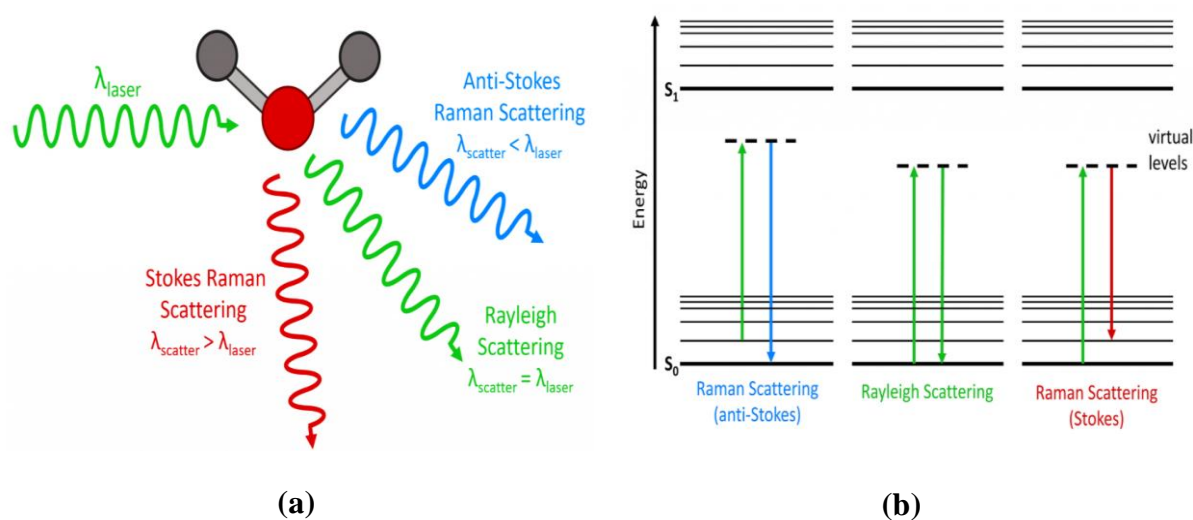 λlaser
Anti-Stokes
Raman Scattering
λscatter < λlaser
Stokes Raman
Scattering
λscatter > λlaser
Rayleigh
Scattering
λscatter = λlaser
(a)
Energy
S1
virtual
levels
S0
Raman Scattering
(anti-Stokes)
Rayleigh Scattering
Raman Scattering
(Stokes)
(b)